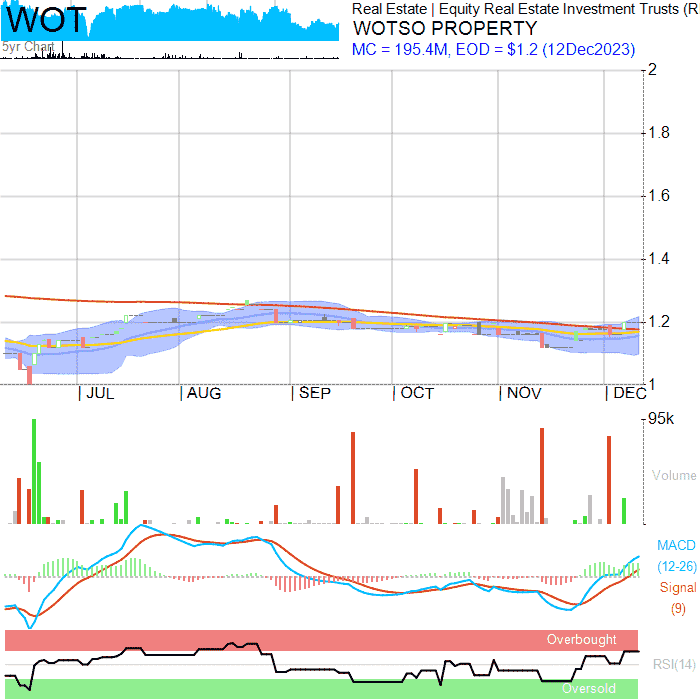 WOT
5yr Chart
Real Estate | Equity Real Estate Investment Trusts (R
WOTSO PROPERTY
MC = 195.4M, EOD = $1.2 (12Dec2023)
2
1.8
1.6
1.4
1.2
1
| JUL | AUG | SEP | OCT | NOV | DEC
95k
Volume
MACD
(12-26)
Signal
(9)
Overbought
RSI(14)
Oversold